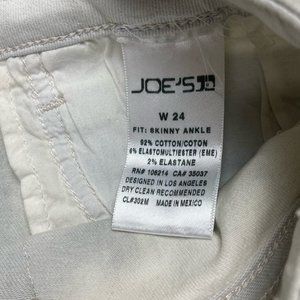 JOE'S
W 24
FIT: SKINNY ANKLE
92% COTTON/COTON
6% ELASTOMULTIESTER (EME)
2% ELASTANE
RN# 106214 CA# 35037
DESIGNED IN LOS ANGELES
DRY CLEAN RECOMMENDED
CL#302M MADE IN MEXICO